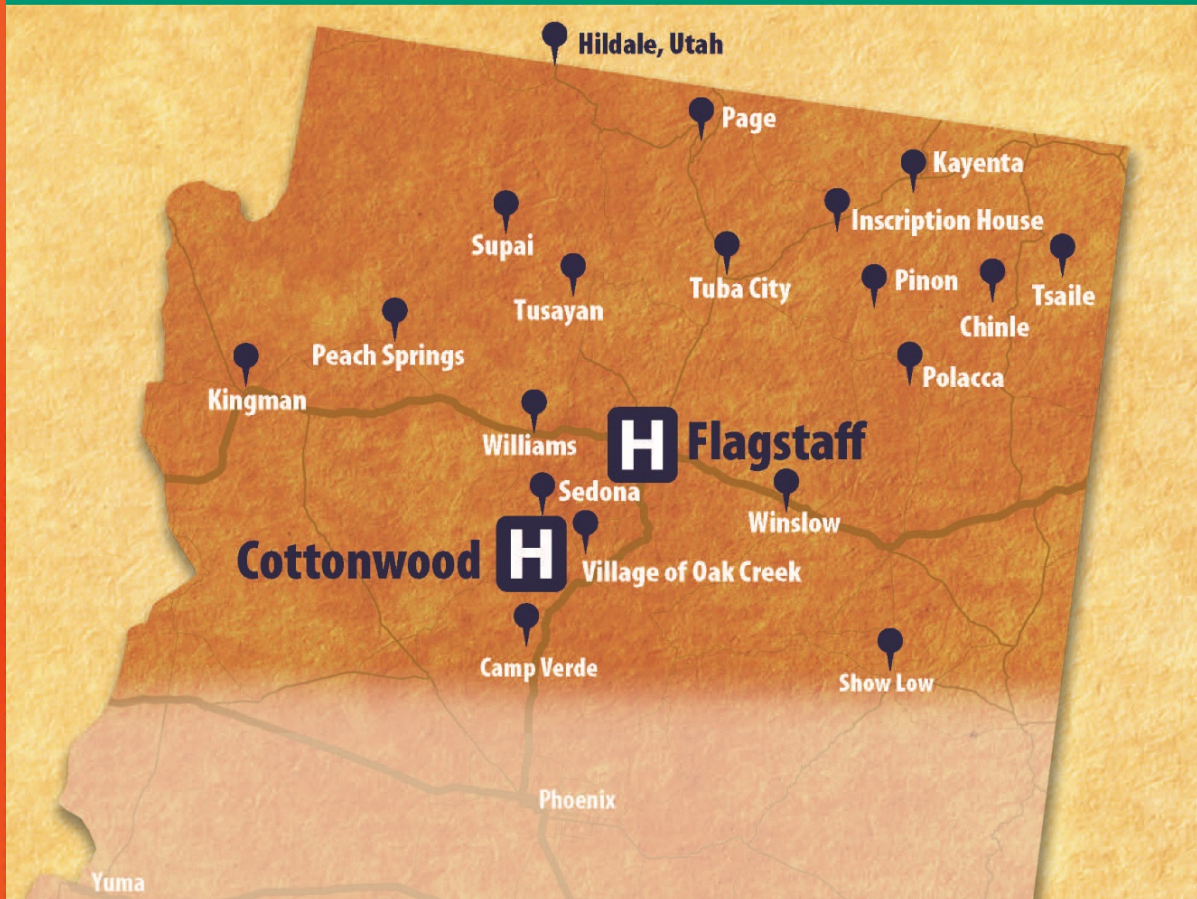 Hildale, Utah
Page
Kayenta
Inscription House
Supai
Tuba City
Pinon
Tsaile
Tusayan
Chinle
Peach Springs
Polacca
Kingman
Williams
H Flagstaff
Sedona
Winslow
Cottonwood H
Village of Oak Creek
Camp Verde
Show Low
Phoenix
Yuma